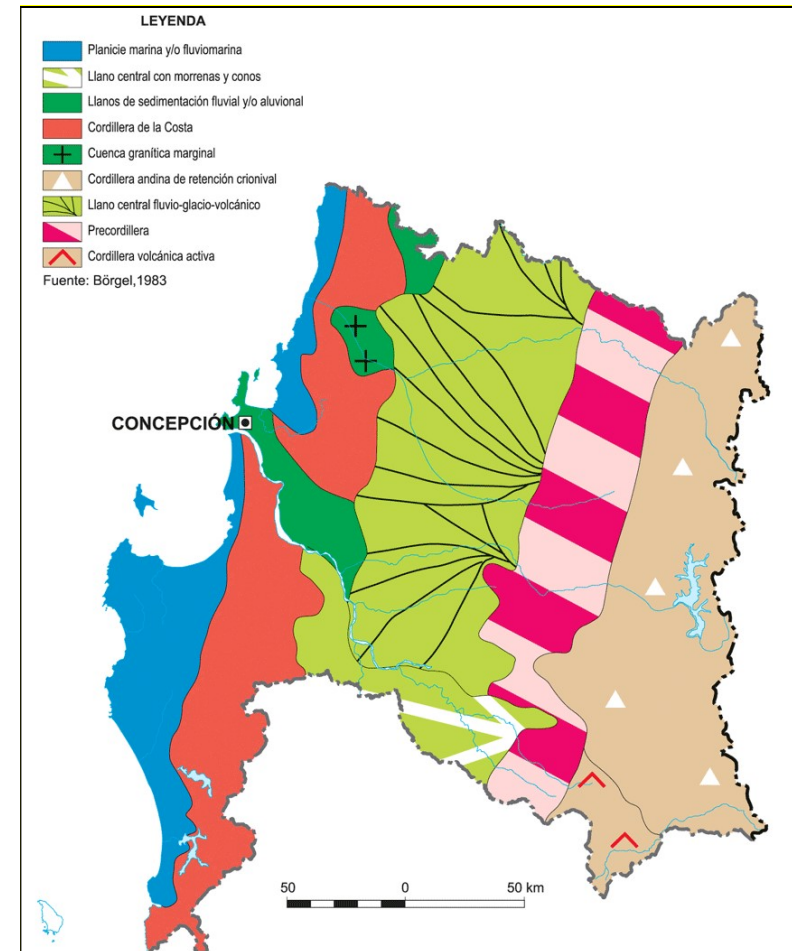 LEYENDA
Planicie marina y/o fluviomarina
Llano central con morrenas y conos
Llanos de sedimentación fluvial y/o aluvional
Cordillera de la Costa
Cuenca granítica marginal
Cordillera andina de retención crionival
Llano central fluvio-glacio-volcánico
Precordillera
Cordillera volcánica activa
Fuente: Börgel,1983
CONCEPCIÓN
50 0 50 km